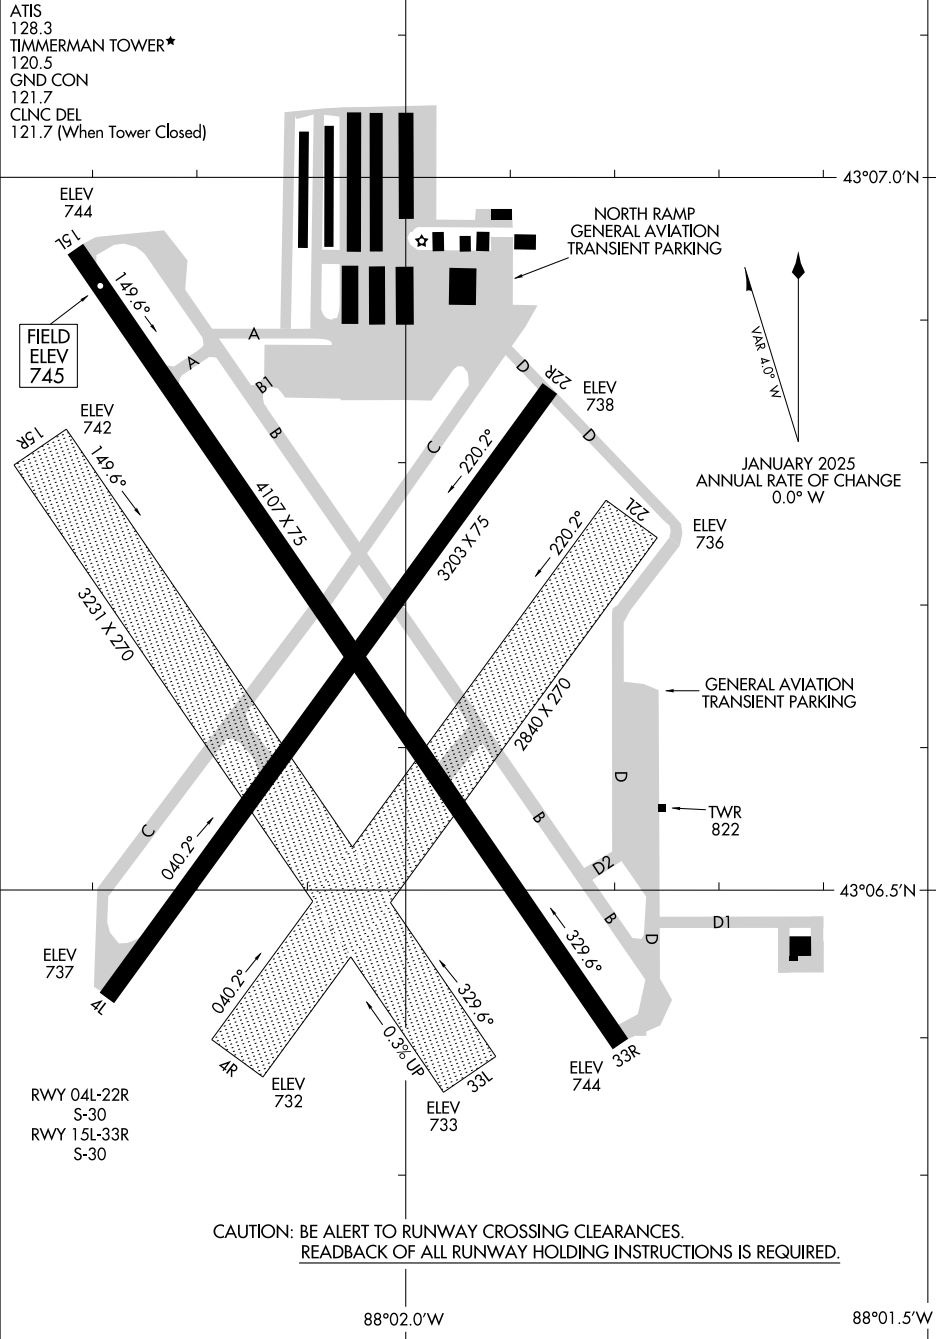 ATIS
128.3
TIMMERMAN TOWER★
120.5
GND CON
121.7
CLNC DEL
121.7 (When Tower Closed)
43°07.0'N
ELEV
744
15L
149.6°
FIELD
ELEV
745
NORTH RAMP
GENERAL AVIATION
TRANSIENT PARKING
VAR 4.0° W
JANUARY 2025
ANNUAL RATE OF CHANGE
0.0° W
A
A
B1
B
C
D
D
22R
ELEV
738
220.2°
ELEV
742
15R
149.6°
4107 X 75
3203 X 75
22L
ELEV
736
220.2°
3231 X 270
2840 X 270
GENERAL AVIATION
TRANSIENT PARKING
D
TWR
822
C
040.2°
B
D2
43°06.5'N
B
D
D1
ELEV
737
4L
040.2°
329.6°
329.6°
0.3% UP
4R
ELEV
732
33L
ELEV
733
33R
ELEV
744
RWY 04L-22R
S-30
RWY 15L-33R
S-30
CAUTION: BE ALERT TO RUNWAY CROSSING CLEARANCES.
READBACK OF ALL RUNWAY HOLDING INSTRUCTIONS IS REQUIRED.
88°02.0'W
88°01.5'W